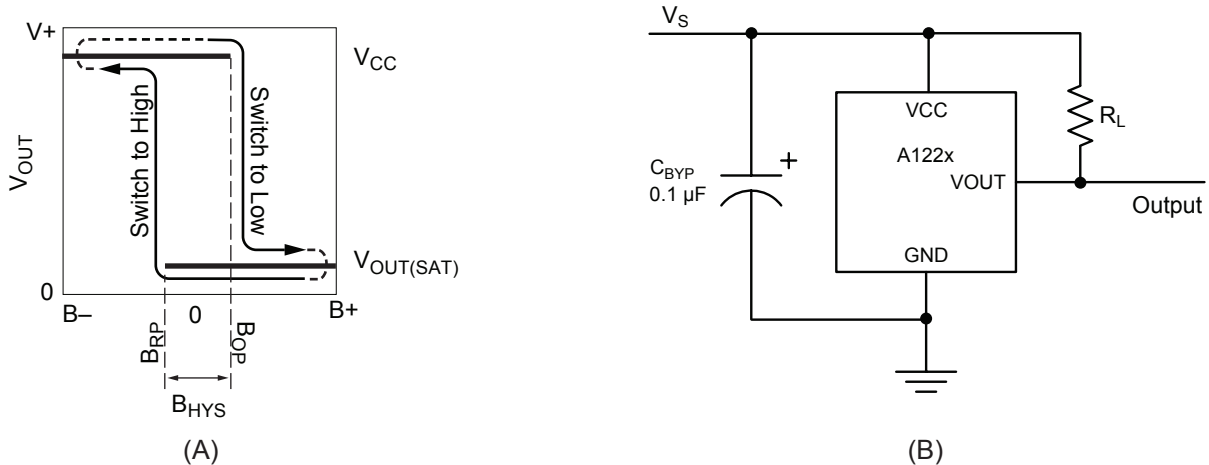 V+
VCC
VOUT
Switch to High
Switch to Low
VOUT(SAT)
0
B–
0
B+
BRP
BOP
BHYS
(A)
VS
VCC
A122x
VOUT
GND
RL
CBYP
0.1 µF
+
Output
(B)